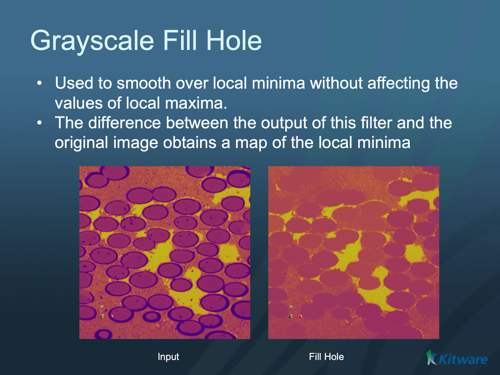 Grayscale Fill Hole
• Used to smooth over local minima without affecting the
values of local maxima.
• The difference between the output of this filter and the
original image obtains a map of the local minima
Input
Fill Hole
Kitware